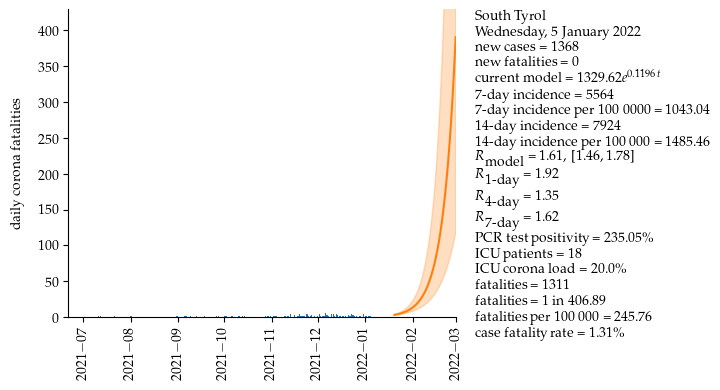 South Tyrol
Wednesday, 5 January 2022
new cases = 1368
new fatalities = 0
current model = 1329.62e^0.1196 t
7-day incidence = 5564
7-day incidence per 100 0000 = 1043.04
14-day incidence = 7924
14-day incidence per 100 000 = 1485.46
R model = 1.61, [1.46, 1.78]
R 1-day = 1.92
R 4-day = 1.35
R 7-day = 1.62
PCR test positivity = 235.05%
ICU patients = 18
ICU corona load = 20.0%
fatalities = 1311
fatalities = 1 in 406.89
fatalities per 100 000 = 245.76
case fatality rate = 1.31%
daily corona fatalities
400
350
300
250
200
150
100
50
0
2021−07
2021−08
2021−09
2021−10
2021−11
2021−12
2022−01
2022−02
2022−03